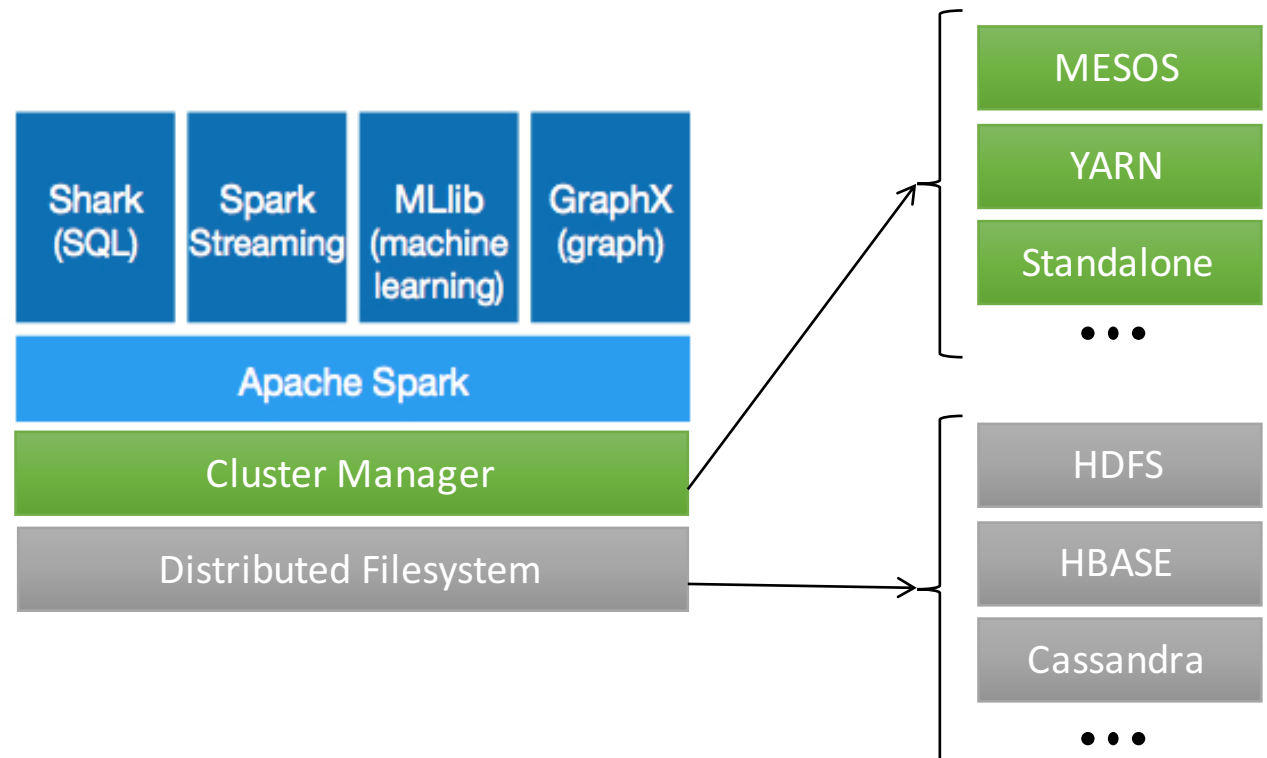 Shark
(SQL)
Spark
Streaming
MLlib
(machine
learning)
GraphX
(graph)
Apache Spark
Cluster Manager
Distributed Filesystem
MESOS
YARN
Standalone
•••
HDFS
HBASE
Cassandra
•••